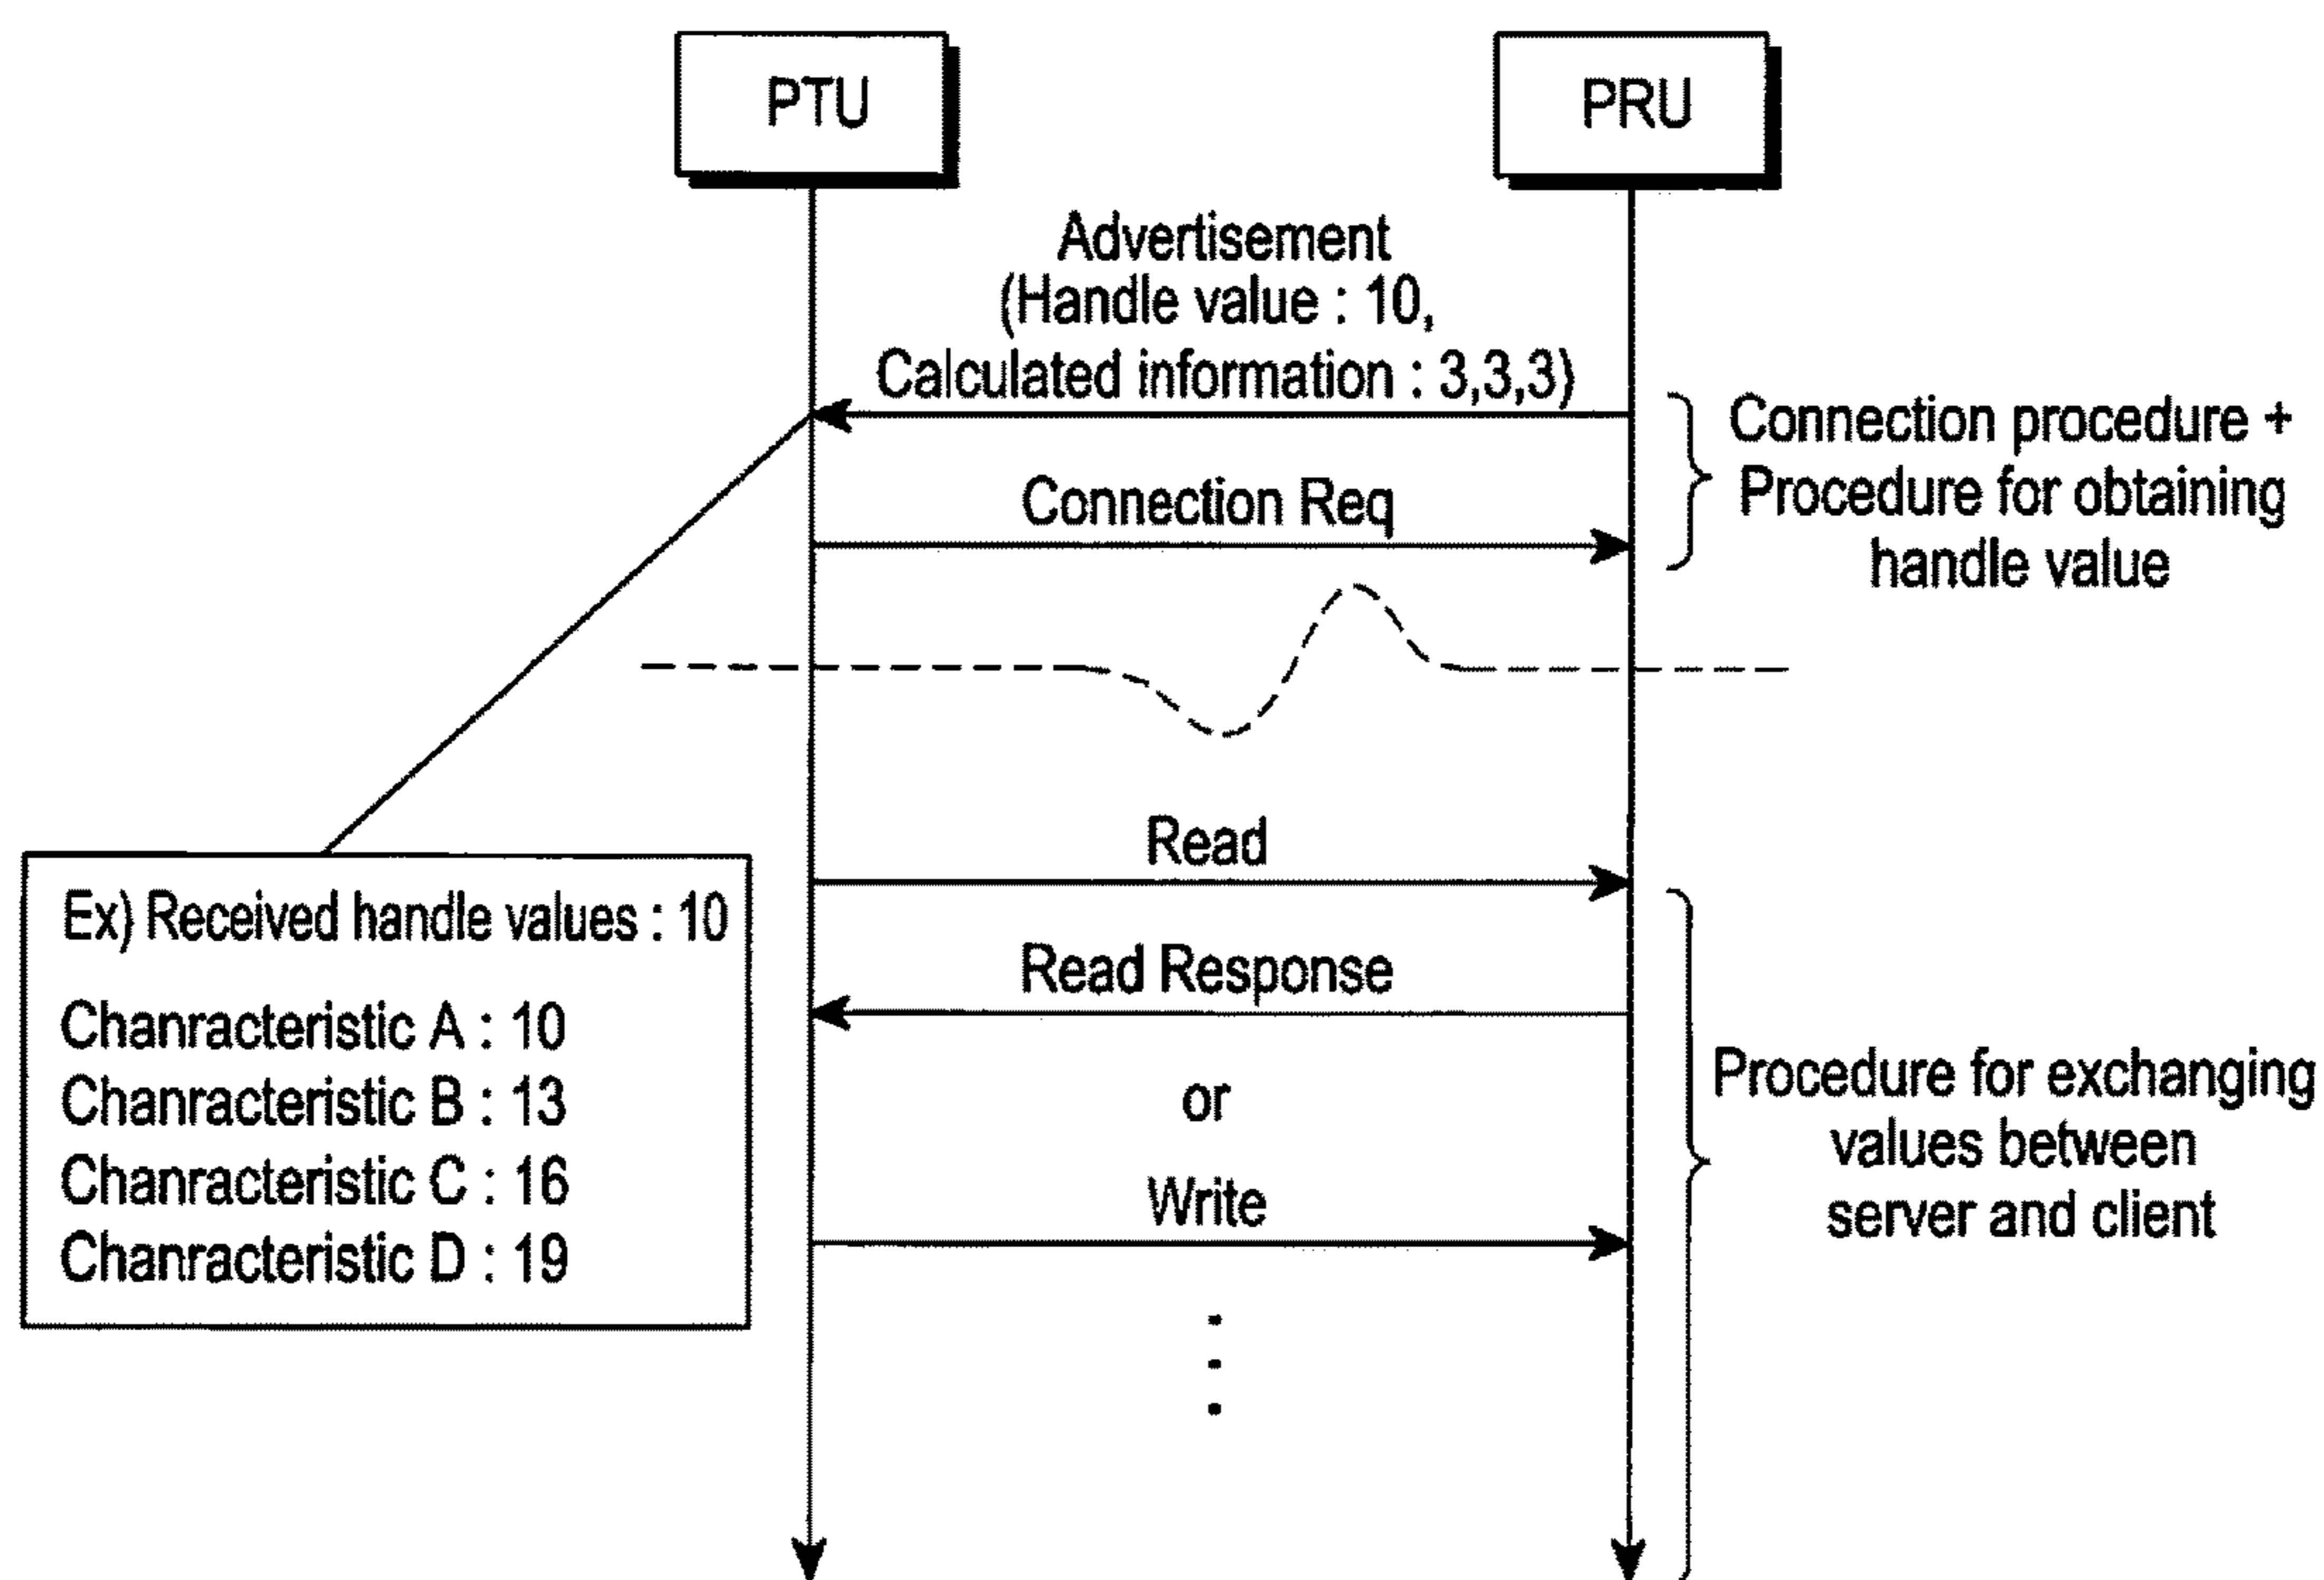 PTU
PRU
Advertisement
(Handle value : 10,
Calculated information : 3,3,3)
Connection procedure +
Procedure for obtaining
handle value
Connection Req
Read
Ex) Received handle values : 10
Chanracteristic A : 10
Chanracteristic B : 13
Chanracteristic C : 16
Chanracteristic D : 19
Read Response
or
Write
Procedure for exchanging
values between
server and client